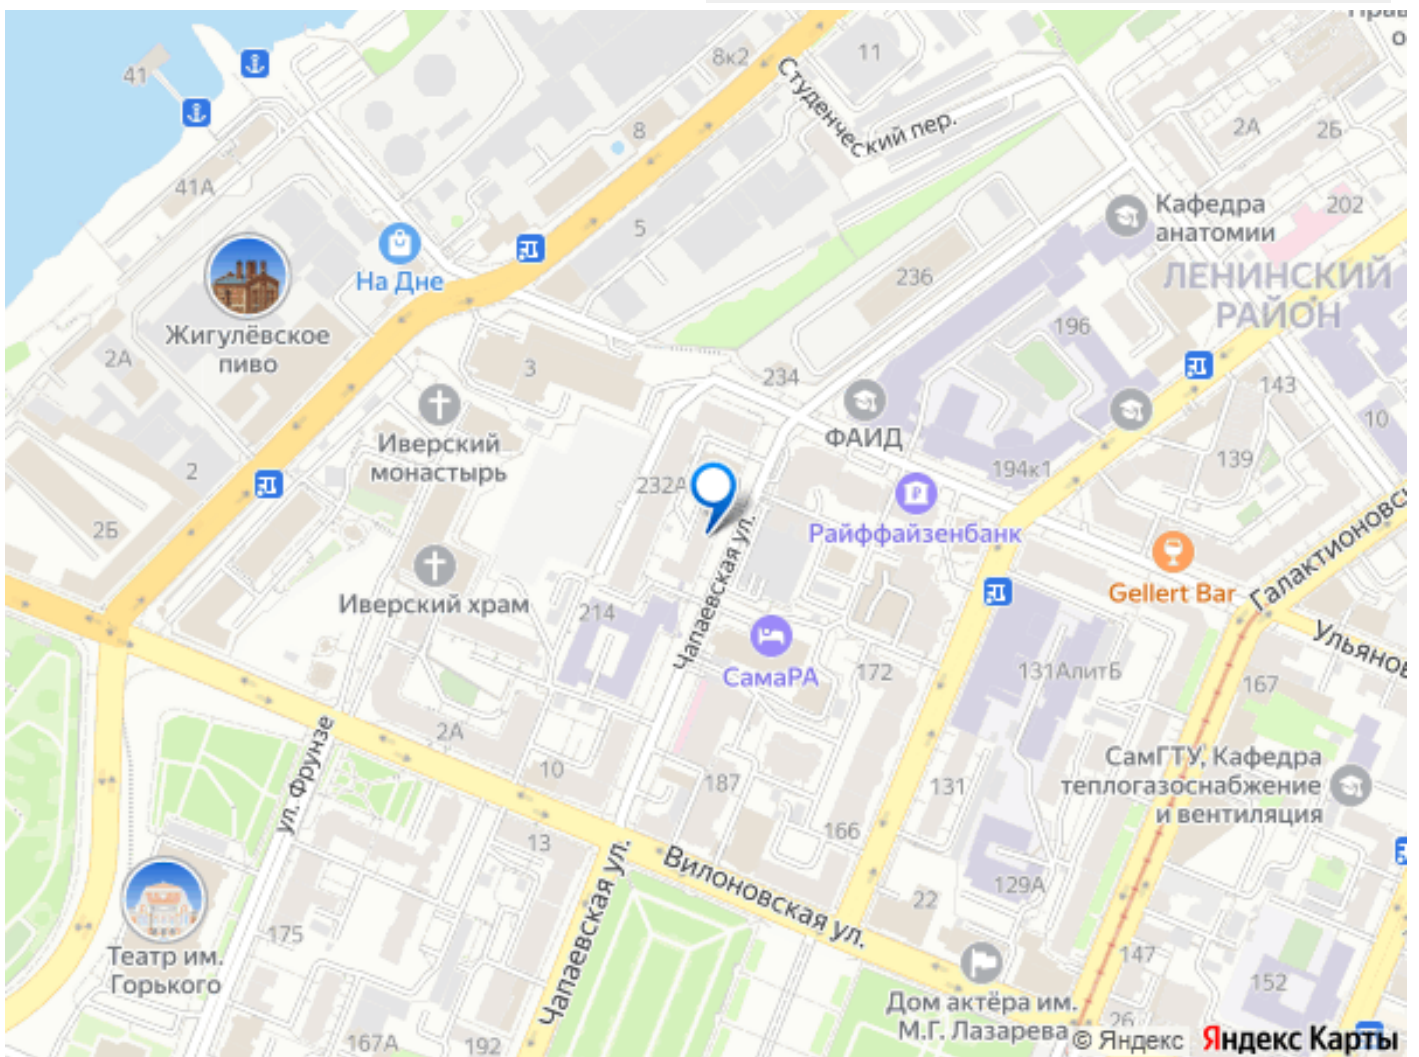 8к2
11
41
Студенческий пер.
8
2А
2Б
41А
5
Кафедра
анатомии
202
На Дне
236
ЛЕНИНСКИЙ
РАЙОН
Жигулёвское
пиво
196
2А
3
234
143
ФАИД
10
Иверский
монастырь
139
2
232А
194к1
2Б
Райффайзенбанк
Чапаевская ул.
Gellert Bar
Иверский храм
214
СамаРА
172
131АлитБ
167
2А
ул. Фрунзе
10
187
131
СамГТУ, Кафедра
теплогазоснабжение
и вентиляция
13
166
Вилоновская ул.
Чапаевская ул.
22
129А
175
Театр им.
Горького
147
152
Дом актёра им.
М.Г. Лазарева
26
167А
192
© Яндекс Яндекс Карты